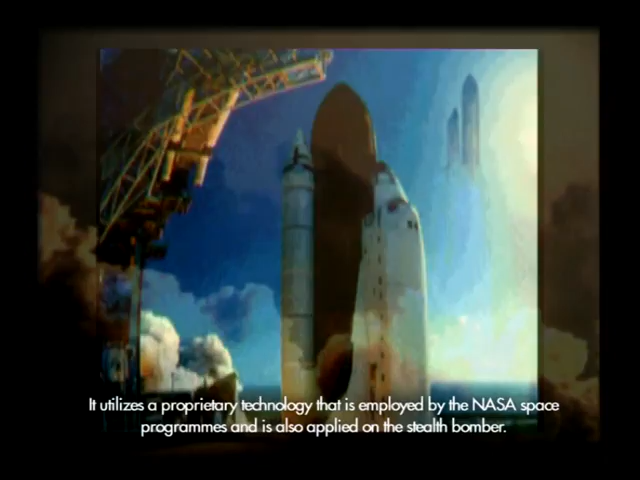 It utilizes a proprietary technology that is employed by the NASA space
programmes and is also applied on the stealth bomber.